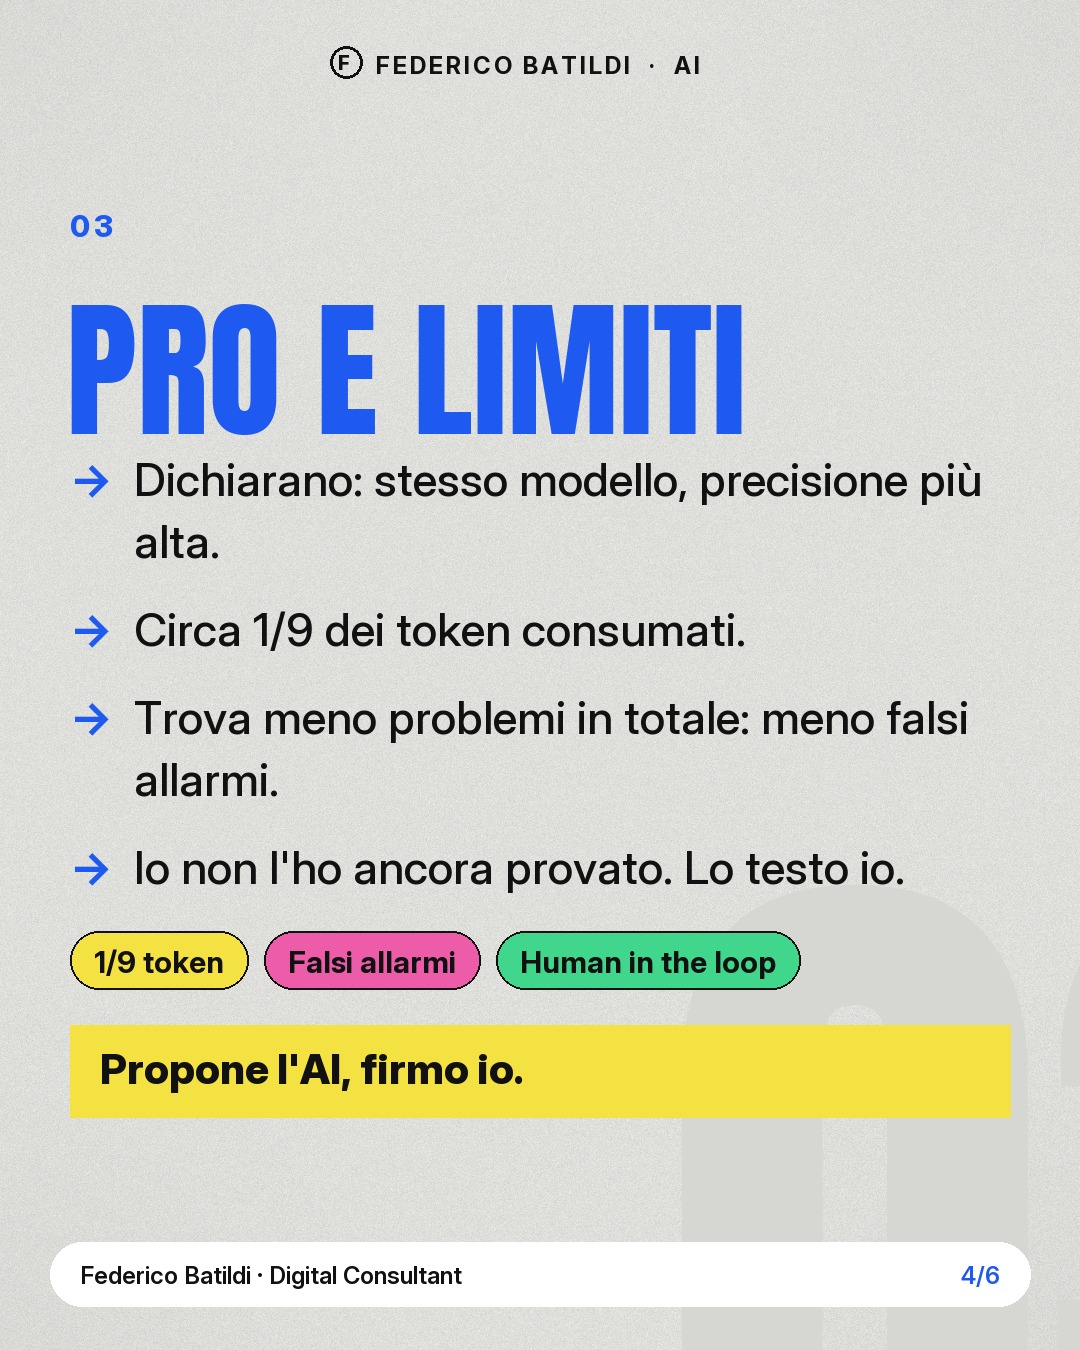 F FEDERICO BATILDI · AI
03
PRO E LIMITI
→ Dichiarano: stesso modello, precisione più
alta.
→ Circa 1/9 dei token consumati.
→ Trova meno problemi in totale: meno falsi
allarmi.
→ Io non l'ho ancora provato. Lo testo io.
1/9 token Falsi allarmi Human in the loop
Propone l'AI, firmo io.
Federico Batildi · Digital Consultant 4/6